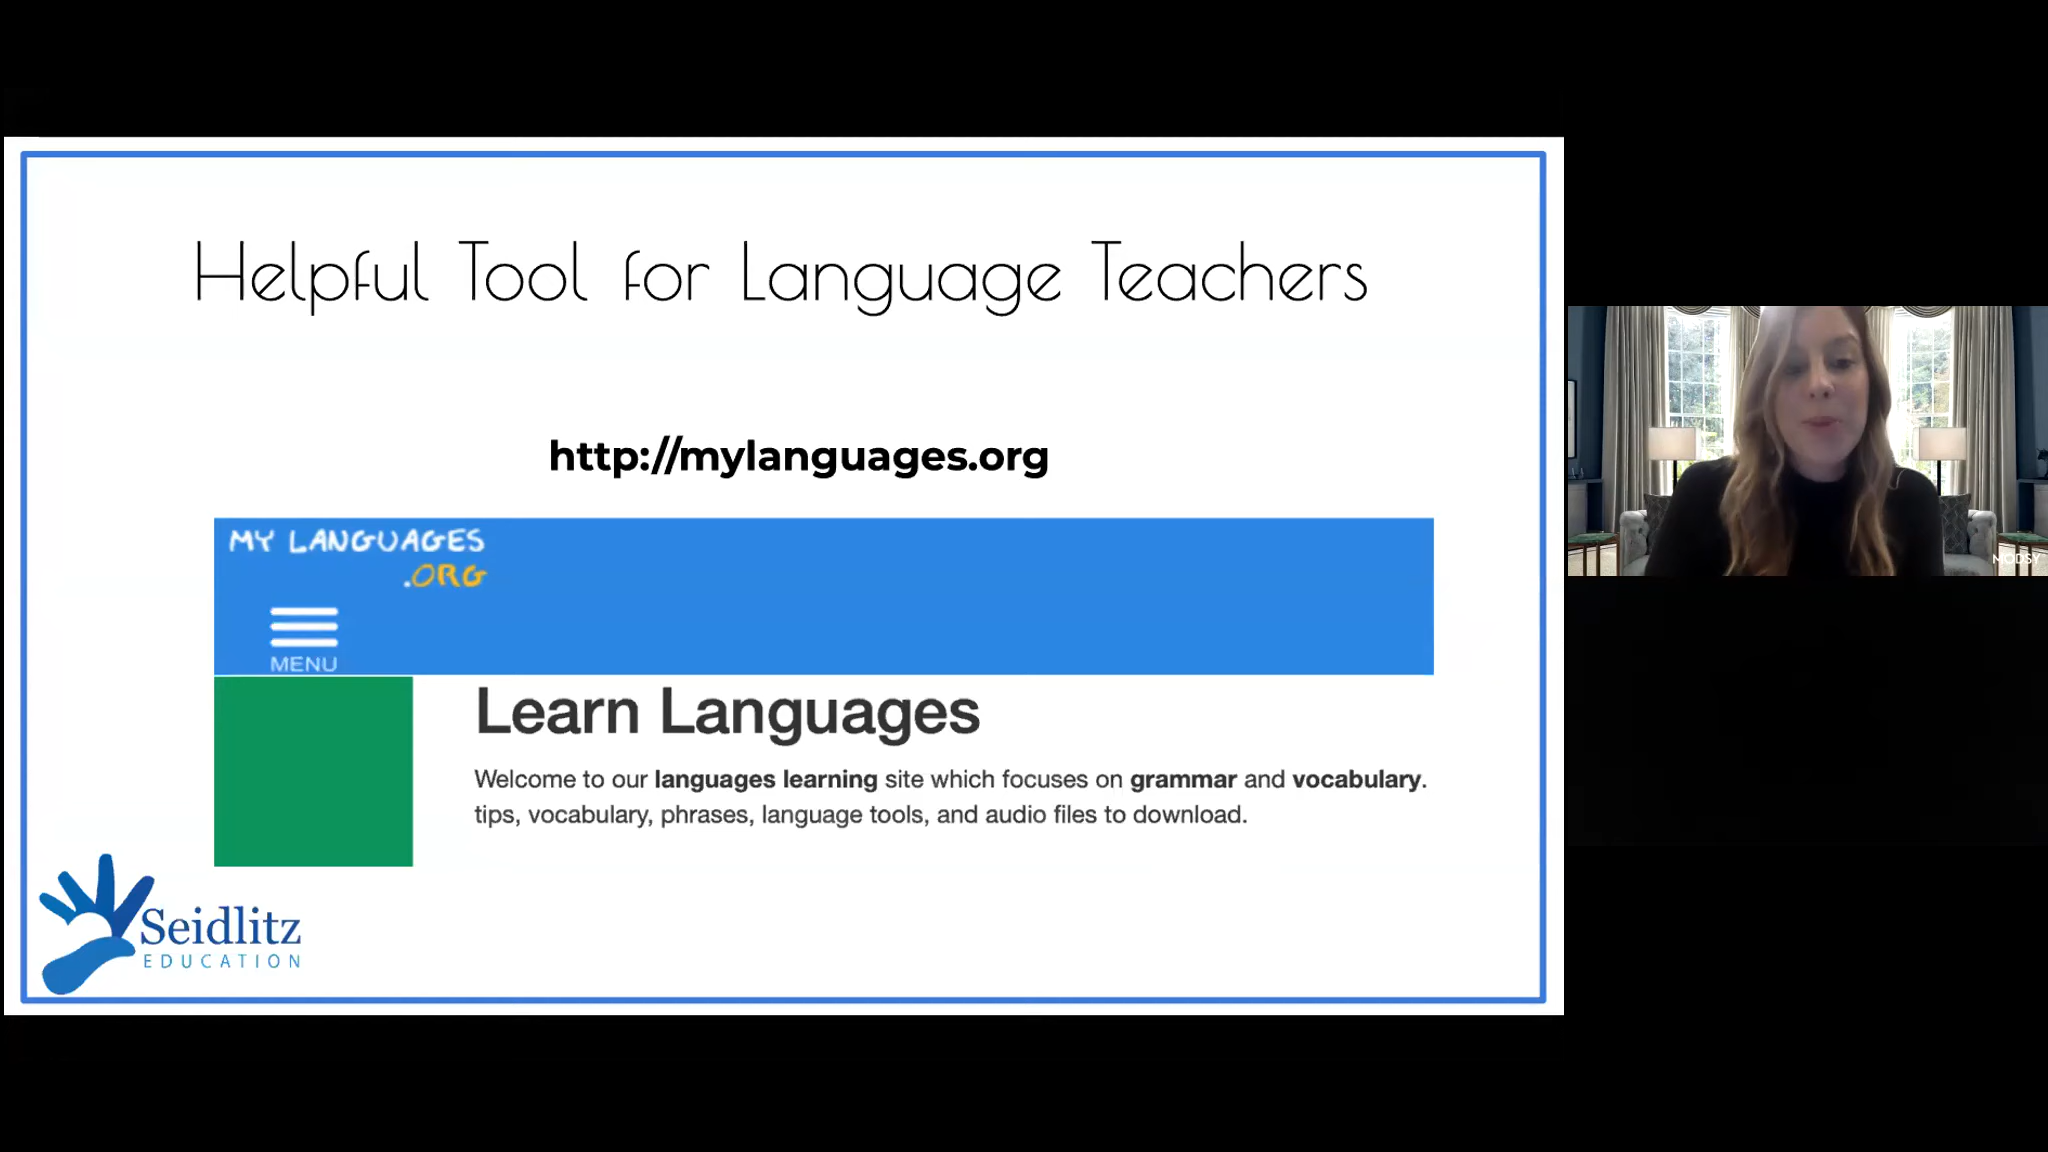 Helpful Tool for Language Teachers
http://mylanguages.org
MY LANGUAGES
.ORG
MENU
Learn Languages
Welcome to our languages learning site which focuses on grammar and vocabulary.
tips, vocabulary, phrases, language tools, and audio files to download.
Seidlitz
EDUCATION
MODSY